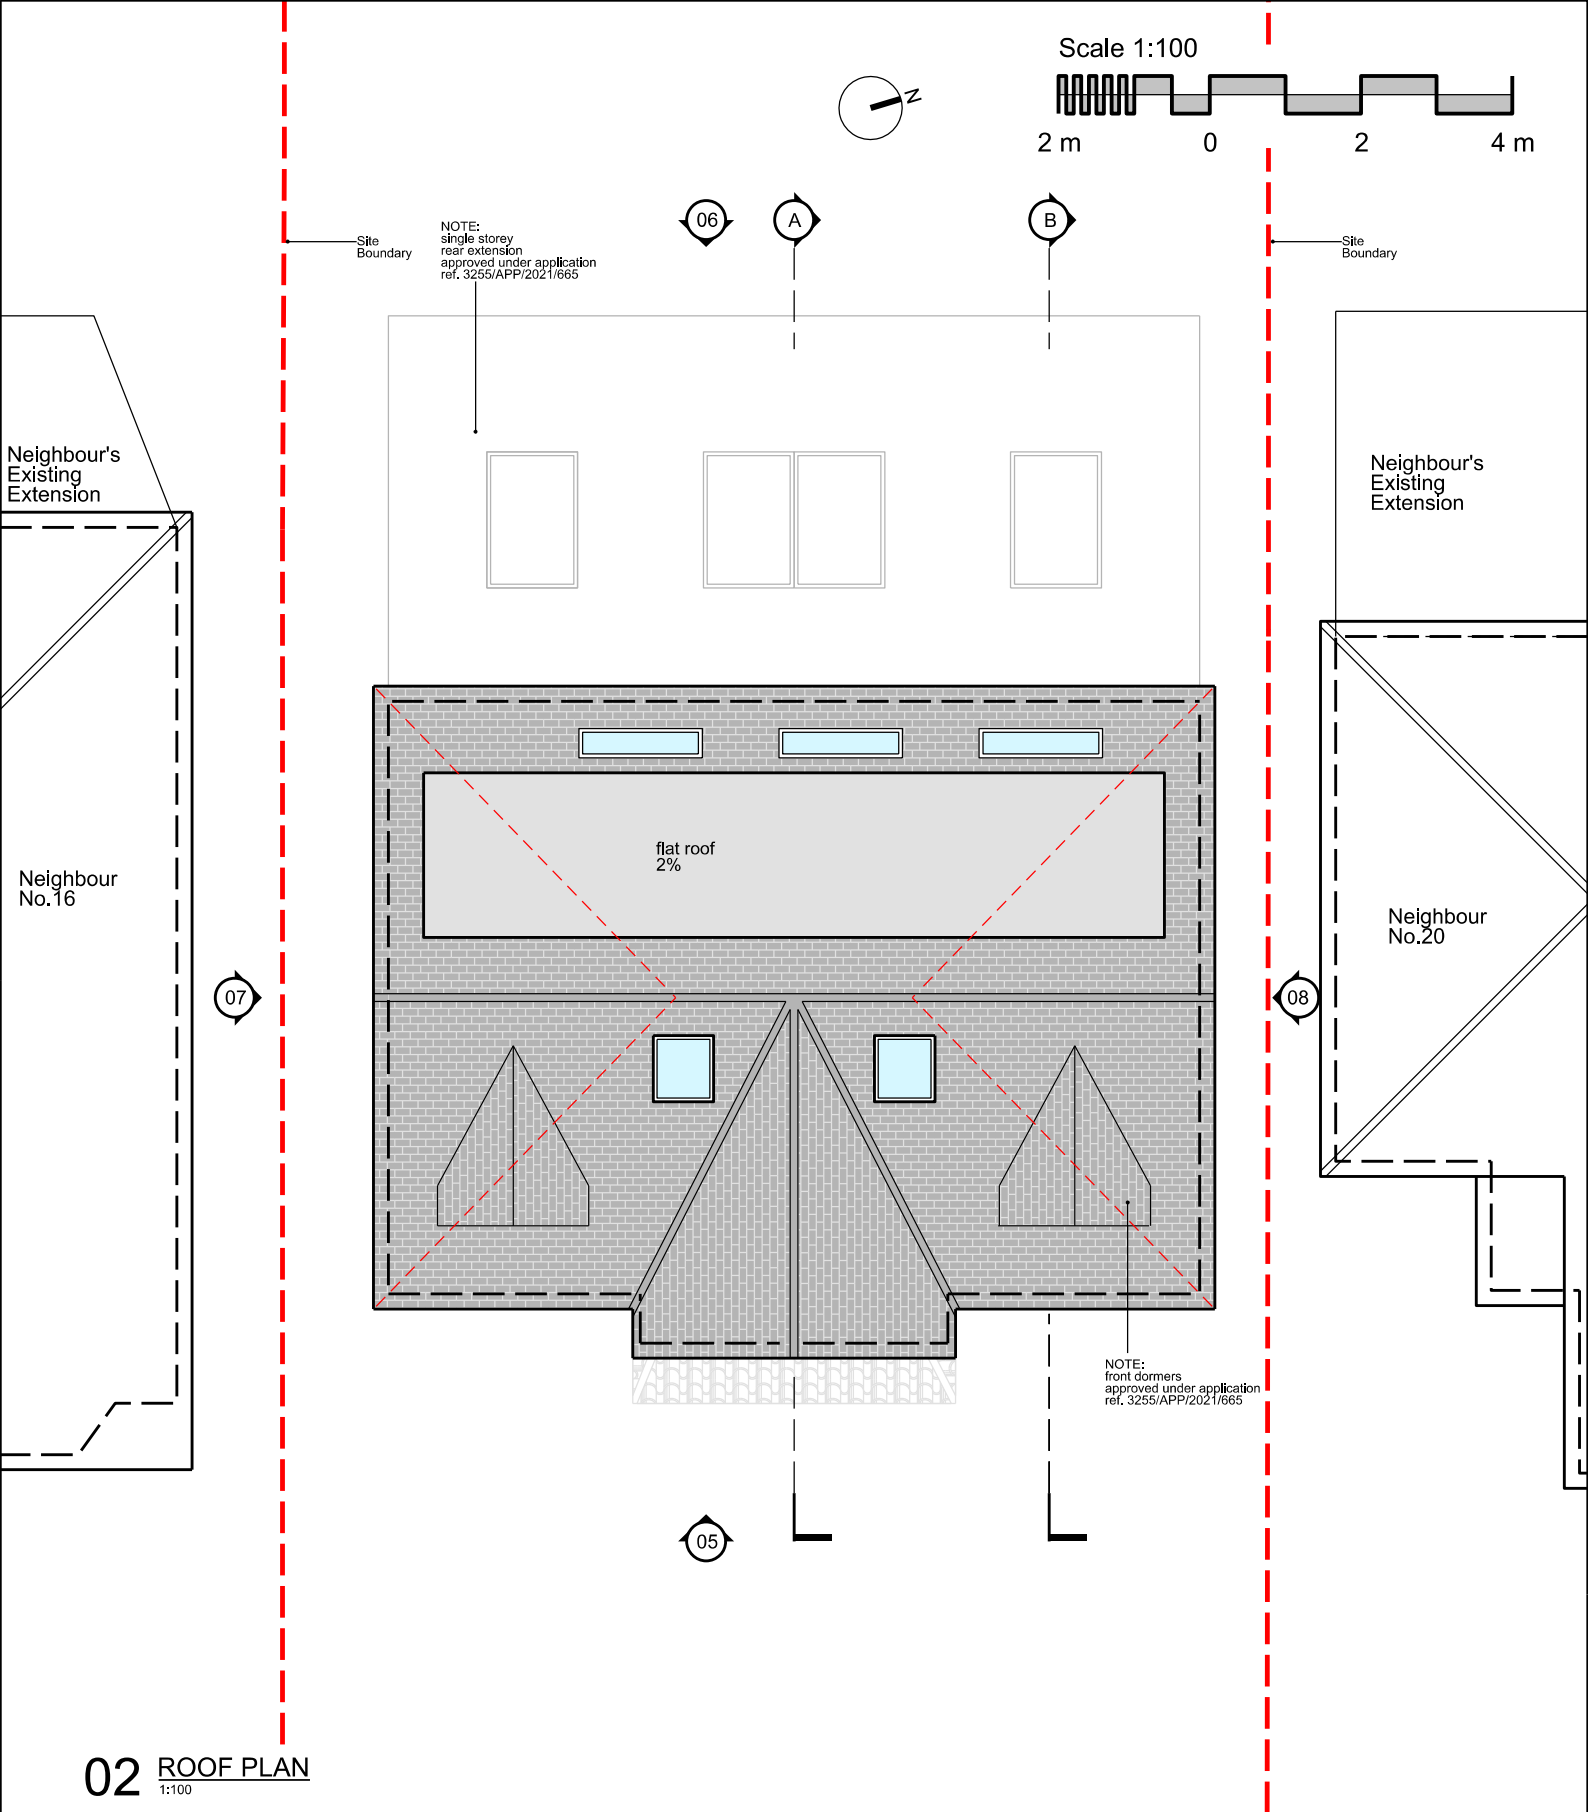 Scale 1:100
N
2 m 0 2 4 m
06
A
B
Site
Boundary
NOTE:
single storey
rear extension
approved under application
ref. 3255/APP/2021/665
Site
Boundary
Neighbour's
Existing
Extension
Neighbour's
Existing
Extension
flat roof
2%
Neighbour
No.16
Neighbour
No.20
07
08
NOTE:
front dormers
approved under application
ref. 3255/APP/2021/665
05
02 ROOF PLAN
1:100